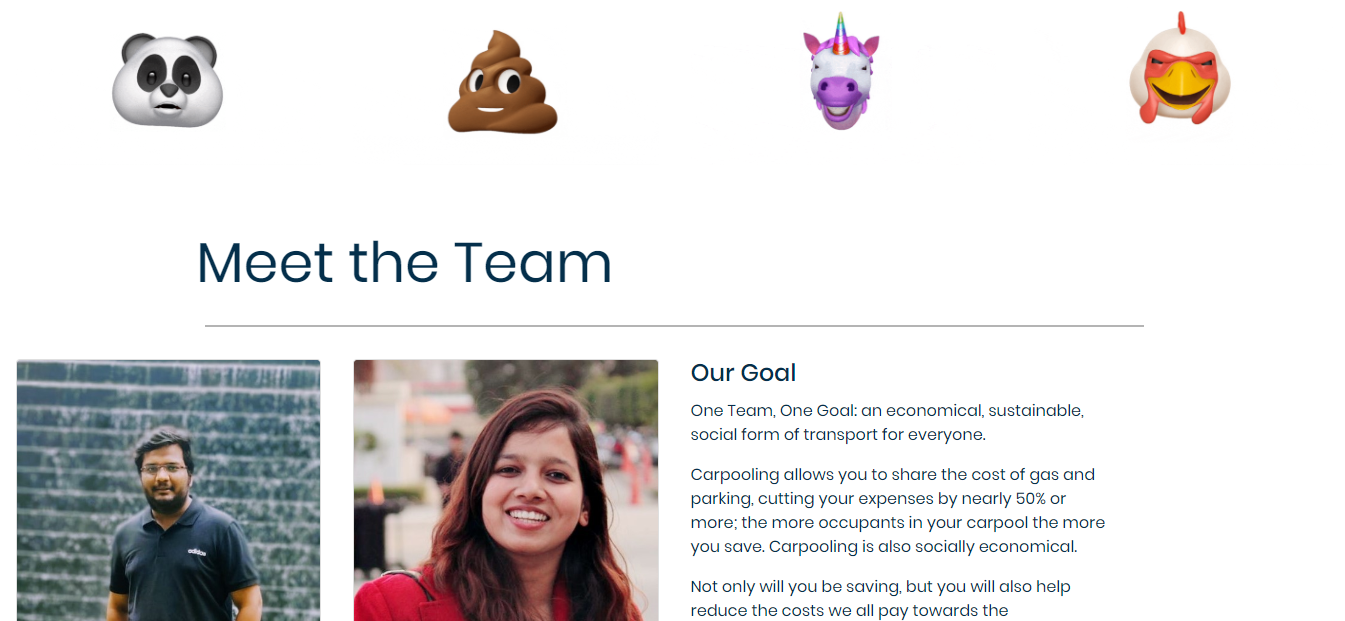 Meet the Team
adidas
Our Goal
One Team, One Goal: an economical, sustainable,
social form of transport for everyone.
Carpooling allows you to share the cost of gas and
parking, cutting your expenses by nearly 50% or
more; the more occupants in your carpool the more
you save. Carpooling is also socially economical.
Not only will you be saving, but you will also help
reduce the costs we all pay towards the